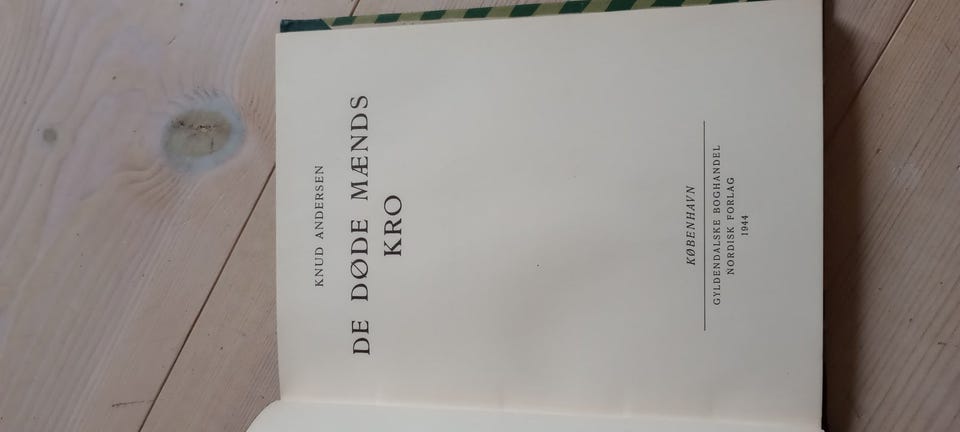 KNUD ANDERSEN
DE DØDE MÆNDS
KRO
KØBENHAVN
GYLDENDALSKE BOGHANDEL
NORDISK FORLAG
1944